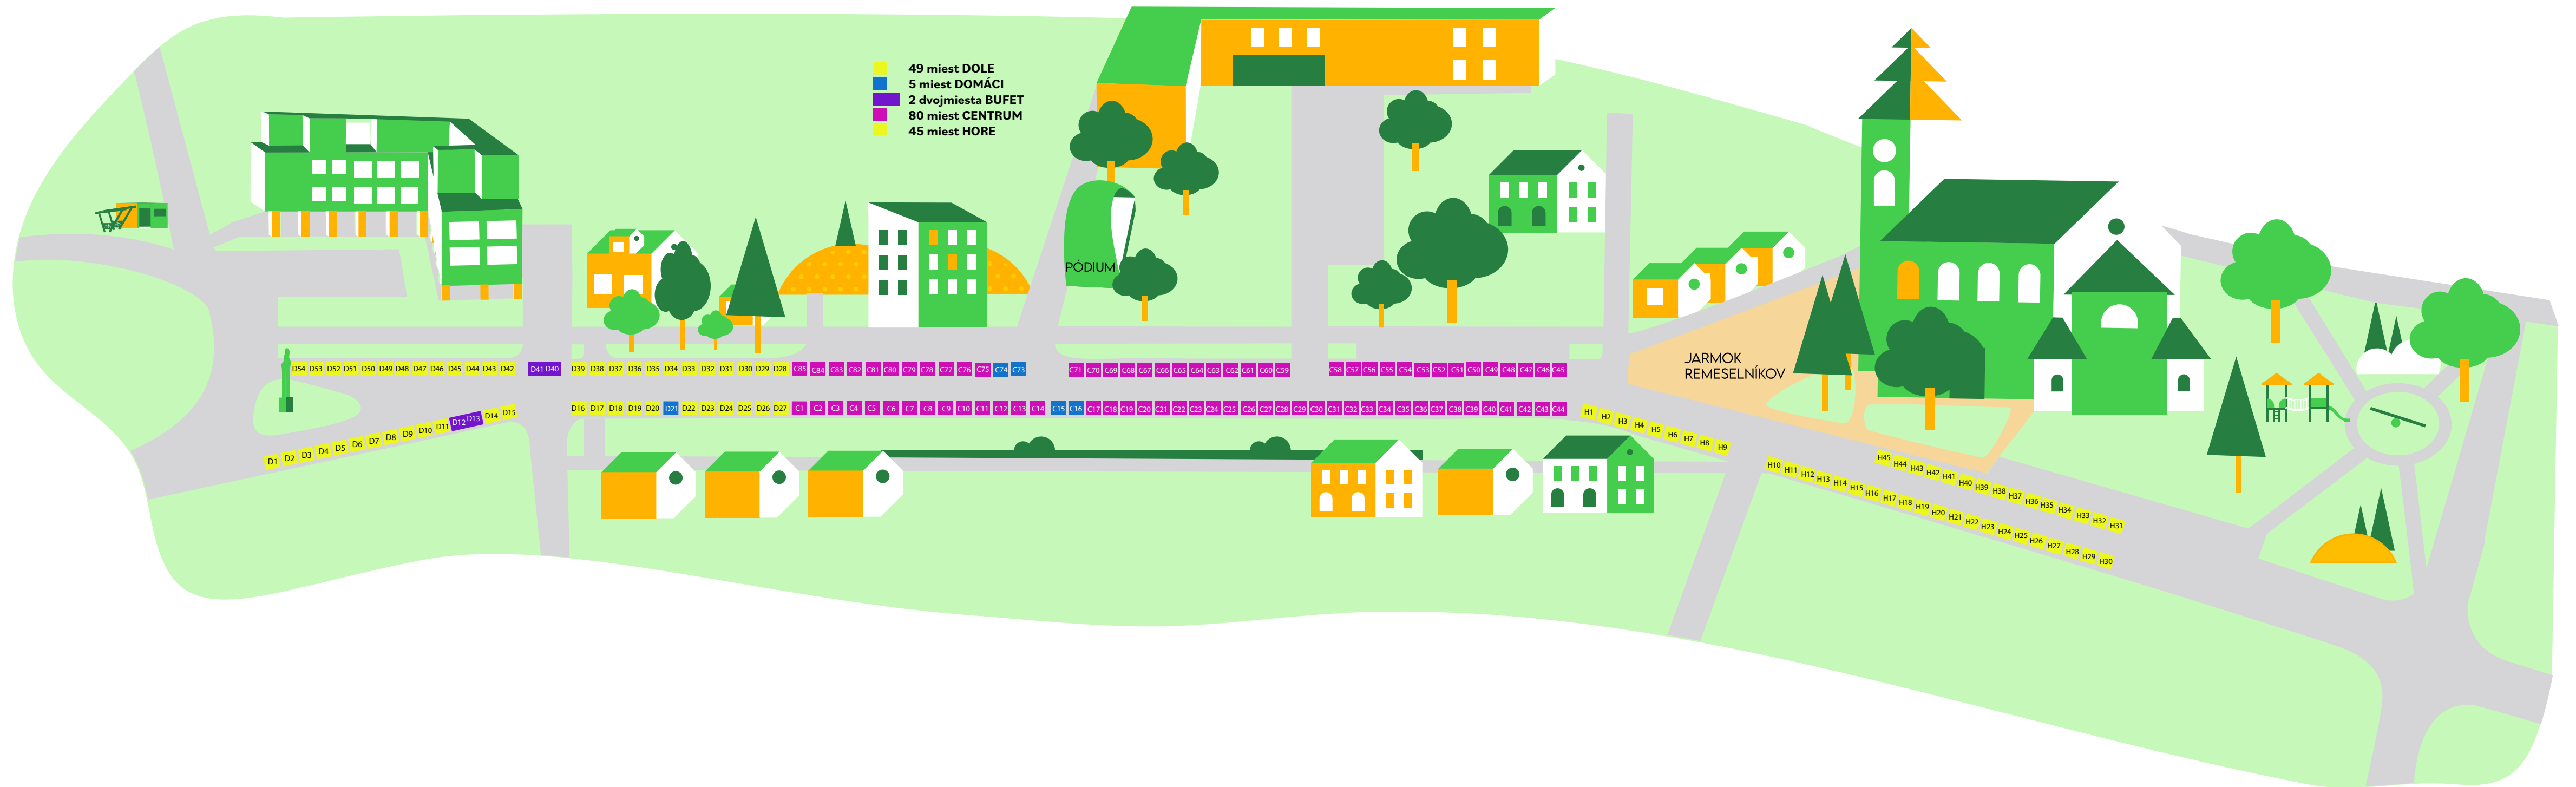 49 miest DOLE
5 miest DOMÁCI
2 dvojmiesta BUFET
80 miest CENTRUM
45 miest HORE
PÓDIUM
JARMOK
REMESELNÍKOV
D54 D53 D52 D51 D50 D49 D48 D47 D46 D45 D44 D43 D42 D41 D40 D39 D38 D37 D36 D35 D34 D33 D32 D31 D30 D29 D28 C85 C84 C83 C82 C81 C80 C79 C78 C77 C76 C75 C74 C73 C71 C70 C69 C68 C67 C66 C65 C64 C63 C62 C61 C60 C59 C58 C57 C56 C55 C54 C53 C52 C51 C50 C49 C48 C47 C46 C45
D1 D2 D3 D4 D5 D6 D7 D8 D9 D10 D11 D12 D13 D14 D15
D16 D17 D18 D19 D20 D21 D22 D23 D24 D25 D26 D27 C1 C2 C3 C4 C5 C6 C7 C8 C9 C10 C11 C12 C13 C14 C15 C16 C17 C18 C19 C20 C21 C22 C23 C24 C25 C26 C27 C28 C29 C30 C31 C32 C33 C34 C35 C36 C37 C38 C39 C40 C41 C42 C43 C44
H1 H2 H3 H4 H5 H6 H7 H8 H9
H45 H44 H43 H42 H41 H40 H39 H38 H37 H36 H35 H34 H33 H32 H31
H10 H11 H12 H13 H14 H15 H16 H17 H18 H19 H20 H21 H22 H23 H24 H25 H26 H27 H28 H29 H30